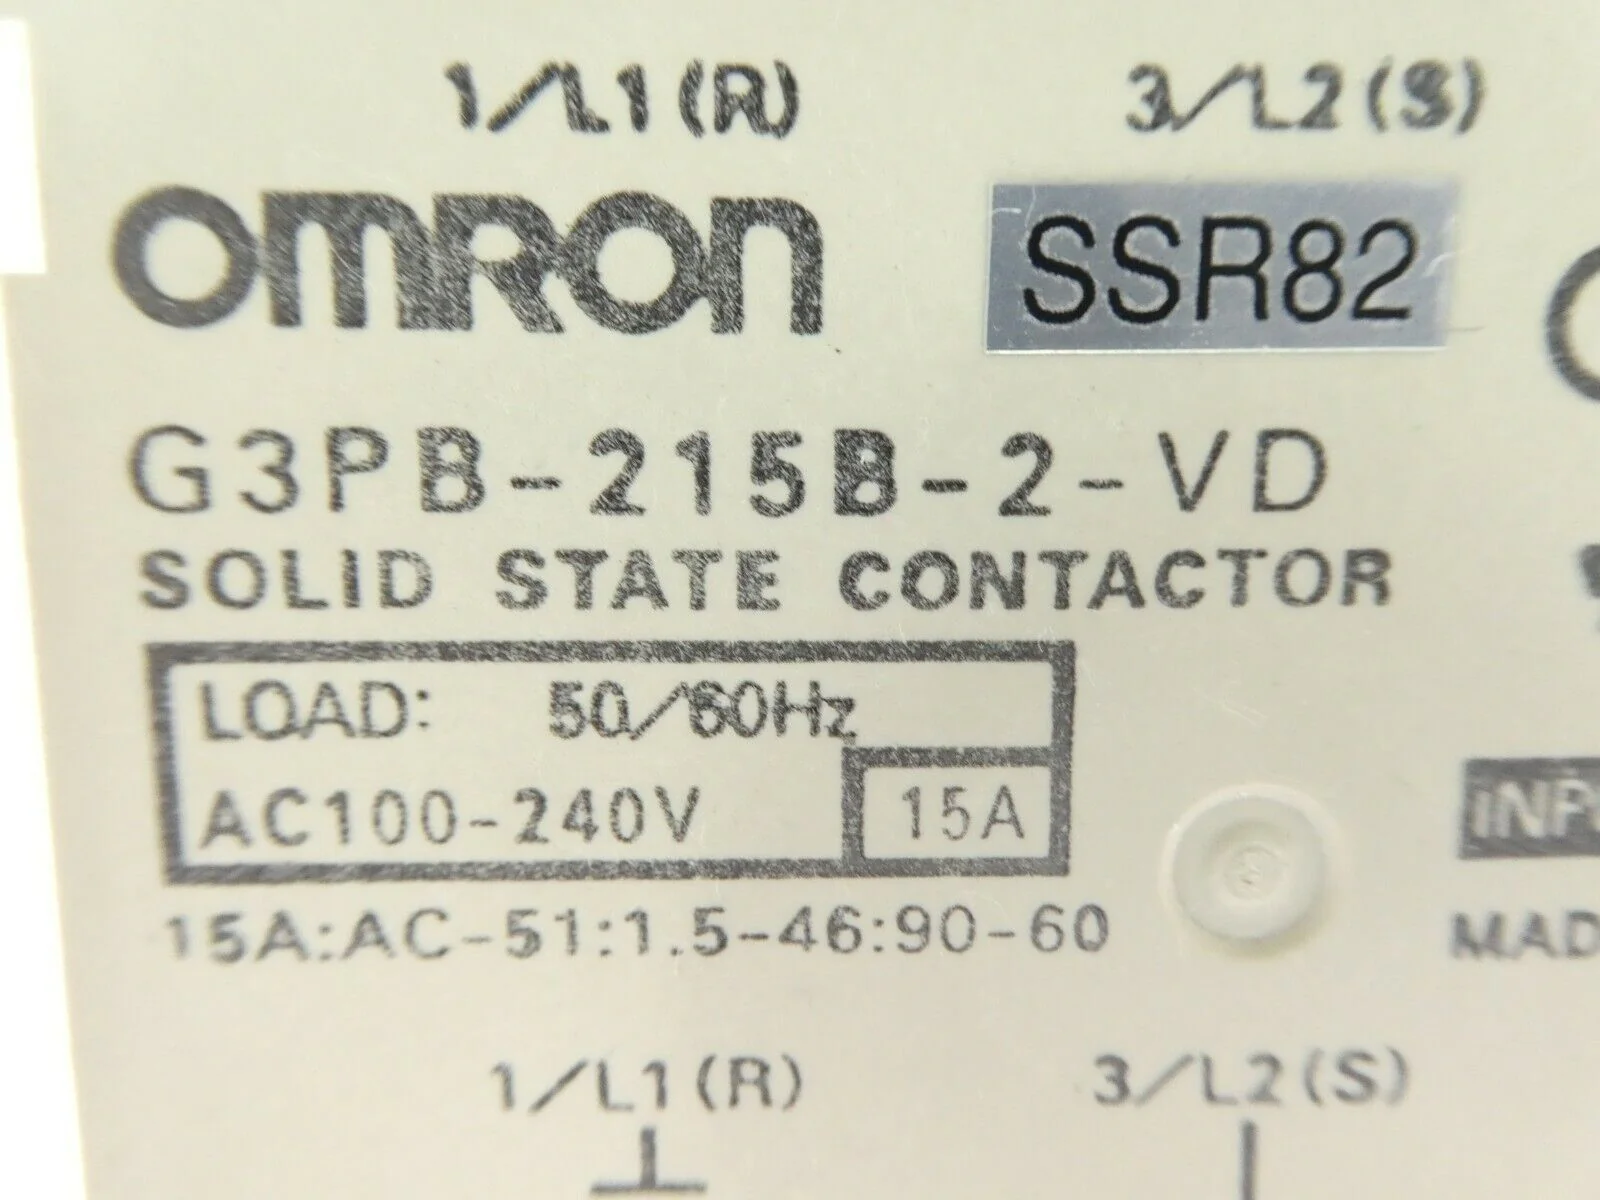 1/L1(R) 3/L2(S)
OMRON SSR82
G3PB-215B-2-VD
SOLID STATE CONTACTOR
LOAD: 50/60Hz
AC100-240V 15A
15A:AC-51:1.5-46:90-60
1/L1(R) 3/L2(S)